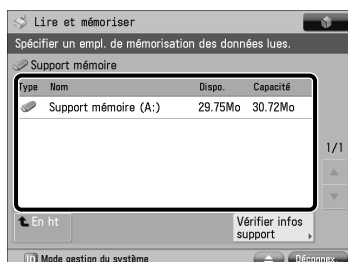 Lire et mémoriser
Spécifier un empl. de mémorisation des données lues.
Support mémoire
Type Nom Dispo. Capacité
Support mémoire (A:) 29.75Mo 30.72Mo
1/1
En ht
Vérifier infos
support
ID Mode gestion du système
Déconnex.